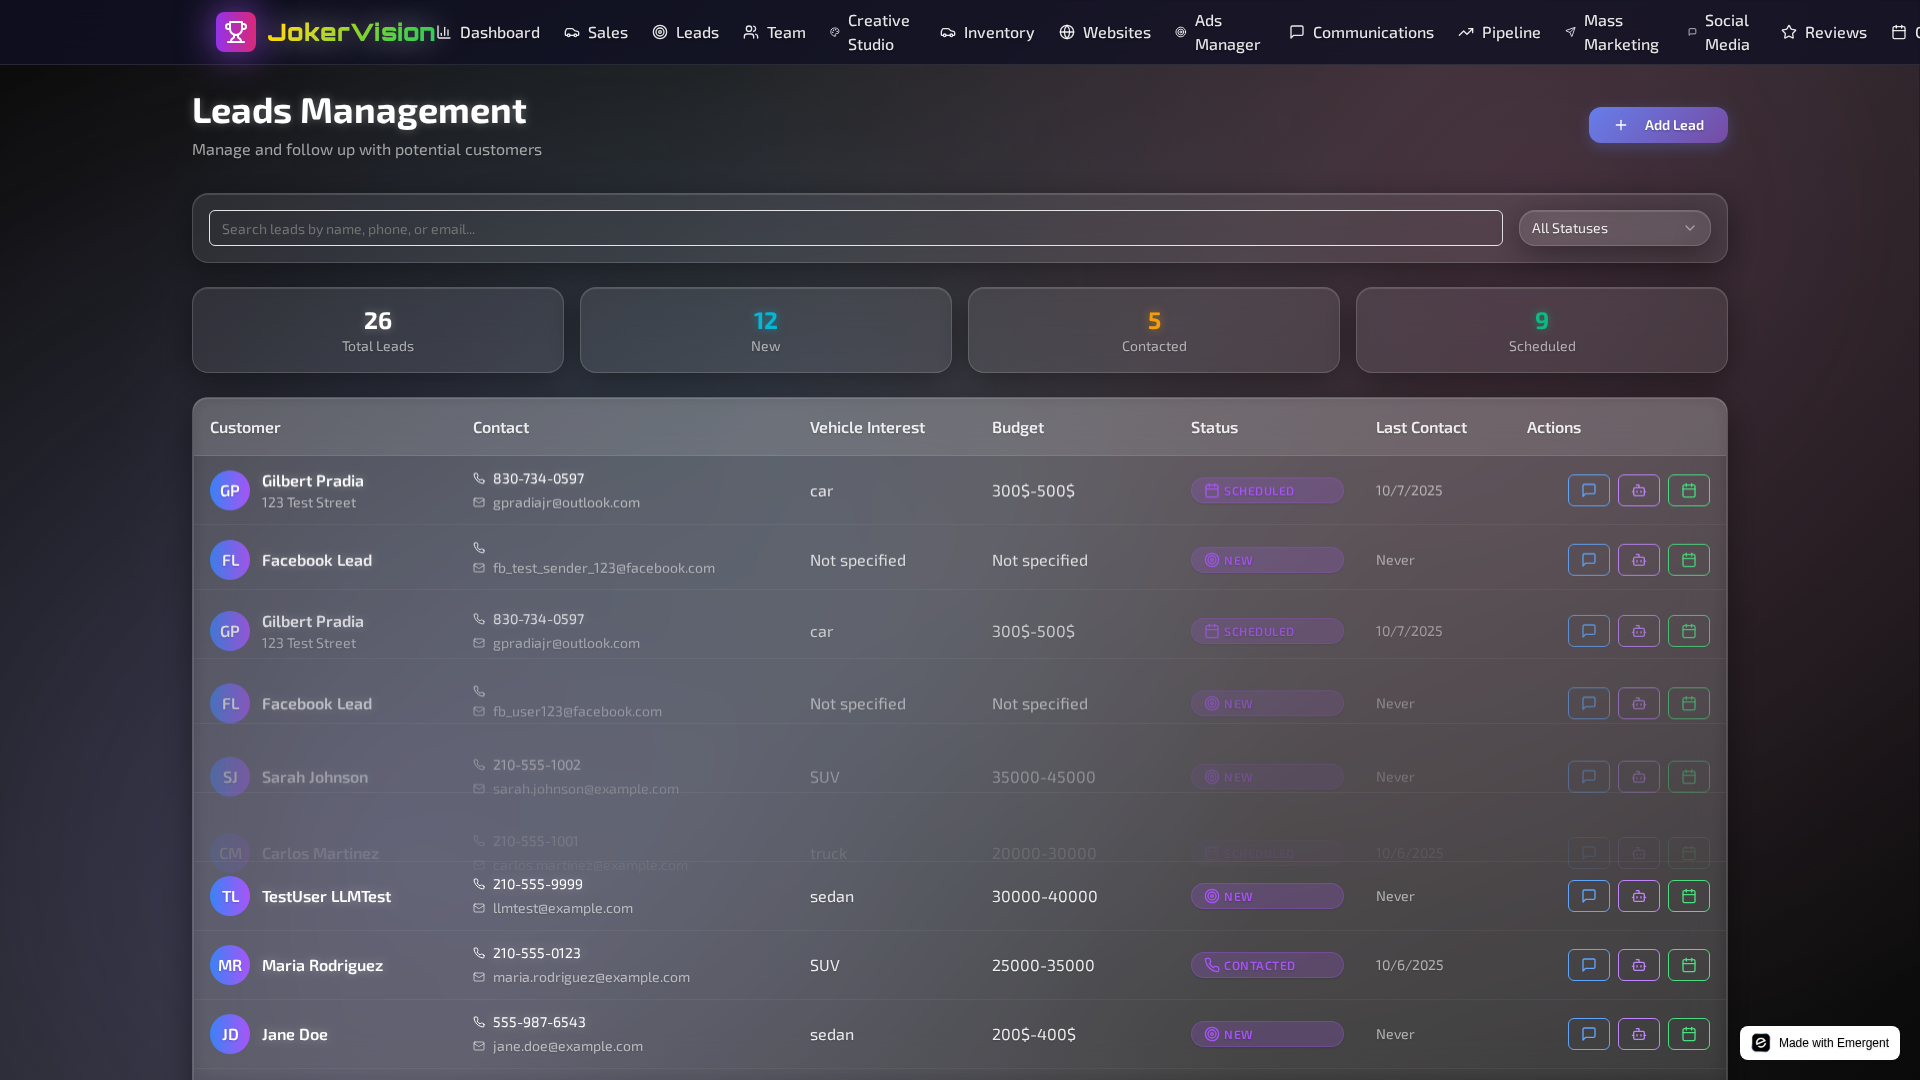 JokerVision
Dashboard
Sales
Leads
Team
Creative Studio
Inventory
Websites
Ads Manager
Communications
Pipeline
Mass Marketing
Social Media
Reviews
Leads Management
Manage and follow up with potential customers
Add Lead
Search leads by name, phone, or email...
All Statuses
26
Total Leads
12
New
5
Contacted
9
Scheduled
Customer Contact Vehicle Interest Budget Status Last Contact Actions
GP Gilbert Pradia 830-734-0597
123 Test Street gpradiajr@outlook.com car 300$-500$ SCHEDULED 10/7/2025
FL Facebook Lead fb_test_sender_123@facebook.com Not specified Not specified NEW Never
GP Gilbert Pradia 830-734-0597
123 Test Street gpradiajr@outlook.com car 300$-500$ SCHEDULED 10/7/2025
FL Facebook Lead fb_user123@facebook.com Not specified Not specified NEW Never
SJ Sarah Johnson 210-555-1002
sarah.johnson@example.com SUV 35000-45000 NEW Never
CM Carlos Martinez 210-555-1001
carlos.martinez@example.com truck 20000-30000 SCHEDULED 10/6/2025
TL TestUser LLMTest 210-555-9999
llmtest@example.com sedan 30000-40000 NEW Never
MR Maria Rodriguez 210-555-0123
maria.rodriguez@example.com SUV 25000-35000 CONTACTED 10/6/2025
JD Jane Doe 555-987-6543
jane.doe@example.com sedan 200$-400$ NEW Never
Made with Emergent